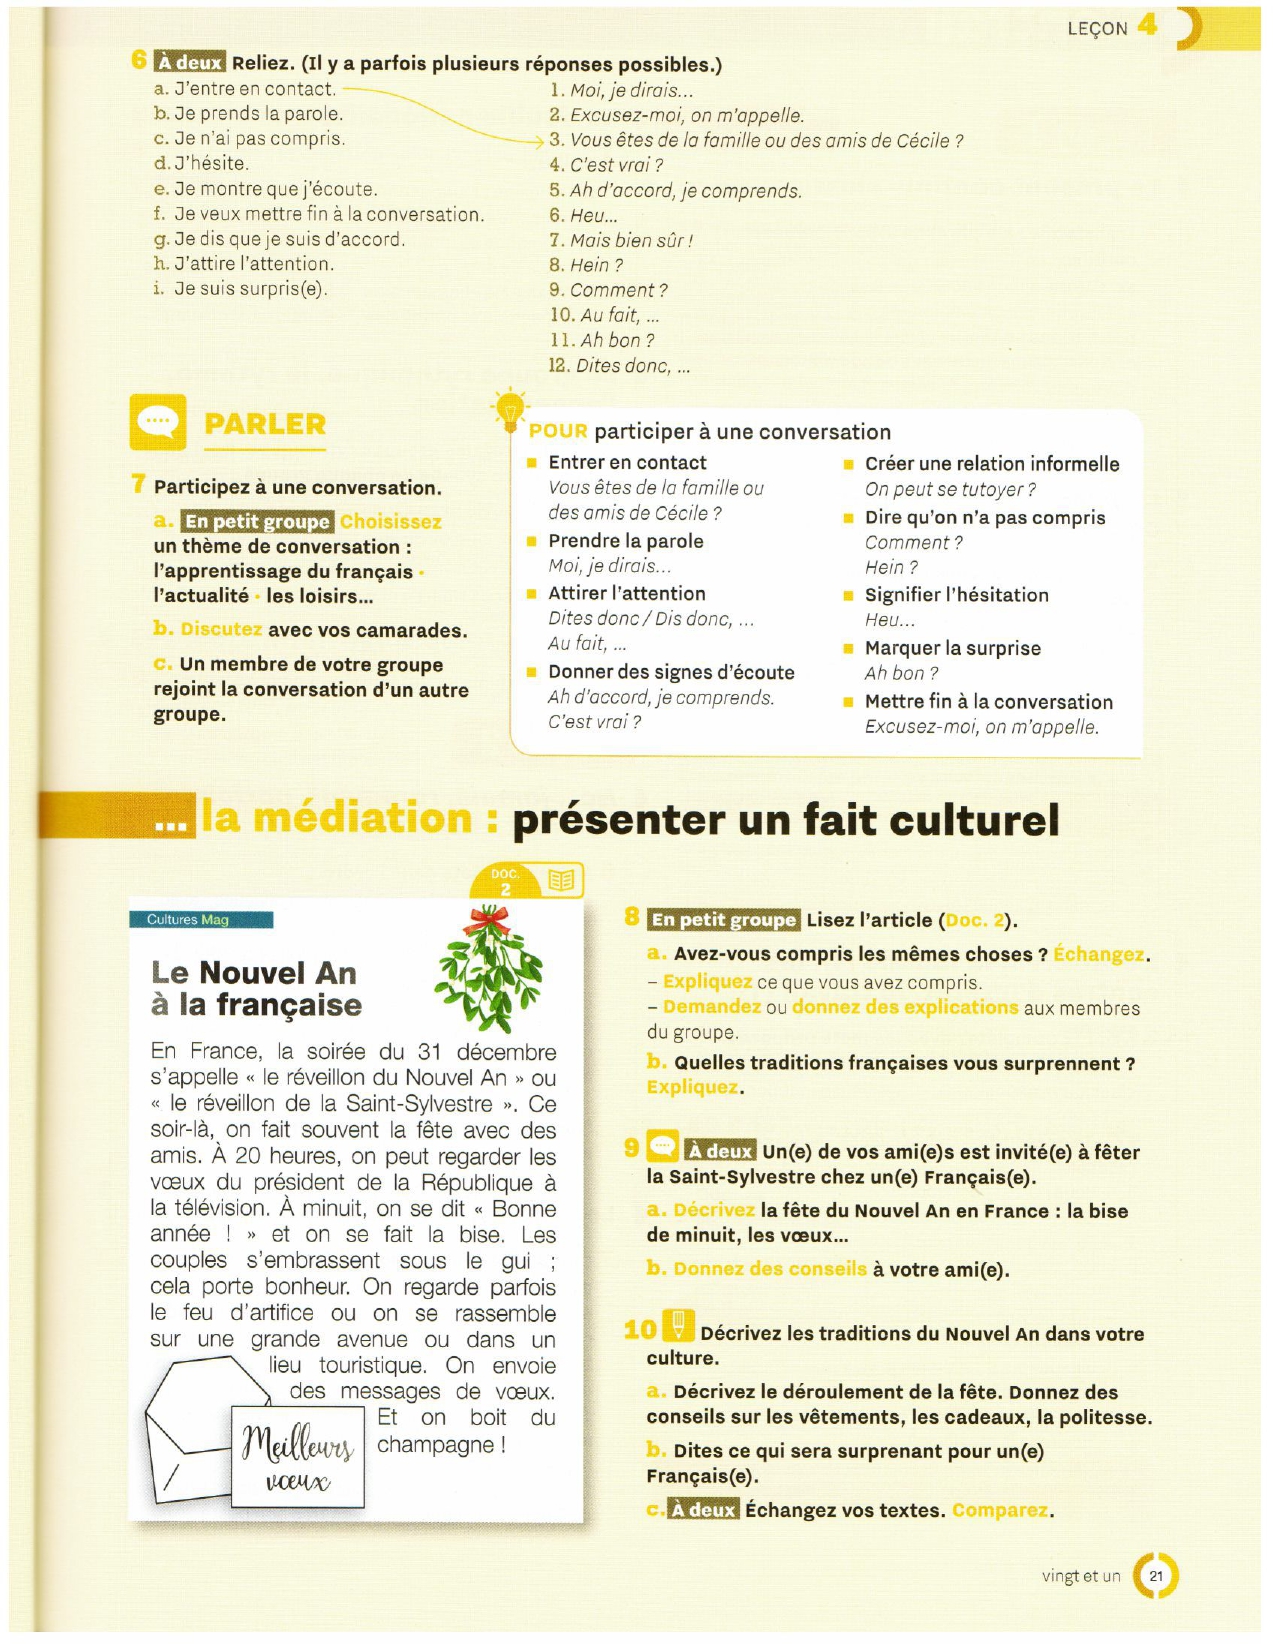 LEÇON 4
6 À deux Reliez. (Il y a parfois plusieurs réponses possibles.)
a. J'entre en contact.
b. Je prends la parole.
c. Je n'ai pas compris.
d. J'hésite.
e. Je montre que j'écoute.
f. Je veux mettre fin à la conversation.
g. Je dis que je suis d'accord.
h. J'attire l'attention.
i. Je suis surpris(e).
1. Moi, je dirais...
2. Excusez-moi, on m'appelle.
3. Vous êtes de la famille ou des amis de Cécile ?
4. C'est vrai ?
5. Ah d'accord, je comprends.
6. Heu...
7. Mais bien sûr !
8. Hein ?
9. Comment ?
10. Au fait, ...
11. Ah bon ?
12. Dites donc, ...
PARLER
7 Participez à une conversation.
a. En petit groupe Choisissez
un thème de conversation :
l'apprentissage du français •
l'actualité • les loisirs...
b. Discutez avec vos camarades.
c. Un membre de votre groupe
rejoint la conversation d'un autre
groupe.
POUR participer à une conversation
Entrer en contact
Vous êtes de la famille ou
des amis de Cécile ?
Prendre la parole
Moi, je dirais...
Attirer l'attention
Dites donc / Dis donc, ...
Au fait, ...
Donner des signes d'écoute
Ah d'accord, je comprends.
C'est vrai ?
Créer une relation informelle
On peut se tutoyer ?
Dire qu'on n'a pas compris
Comment ?
Hein ?
Signifier l'hésitation
Heu...
Marquer la surprise
Ah bon ?
Mettre fin à la conversation
Excusez-moi, on m'appelle.
... la médiation : présenter un fait culturel
DOC.
2
Cultures Mag
Le Nouvel An
à la française
En France, la soirée du 31 décembre
s'appelle « le réveillon du Nouvel An » ou
« le réveillon de la Saint-Sylvestre ». Ce
soir-là, on fait souvent la fête avec des
amis. À 20 heures, on peut regarder les
vœux du président de la République à
la télévision. À minuit, on se dit « Bonne
année ! » et on se fait la bise. Les
couples s'embrassent sous le gui ;
cela porte bonheur. On regarde parfois
le feu d'artifice ou on se rassemble
sur une grande avenue ou dans un
lieu touristique. On envoie
des messages de vœux.
Et on boit du
champagne !
Meilleurs
vœux
8 En petit groupe Lisez l'article (Doc. 2).
a. Avez-vous compris les mêmes choses ? Échangez.
– Expliquez ce que vous avez compris.
– Demandez ou donnez des explications aux membres
du groupe.
b. Quelles traditions françaises vous surprennent ?
Expliquez.
9 À deux Un(e) de vos ami(e)s est invité(e) à fêter
la Saint-Sylvestre chez un(e) Français(e).
a. Décrivez la fête du Nouvel An en France : la bise
de minuit, les vœux...
b. Donnez des conseils à votre ami(e).
10 Décrivez les traditions du Nouvel An dans votre
culture.
a. Décrivez le déroulement de la fête. Donnez des
conseils sur les vêtements, les cadeaux, la politesse.
b. Dites ce qui sera surprenant pour un(e)
Français(e).
c. À deux Échangez vos textes. Comparez.
vingt et un 21